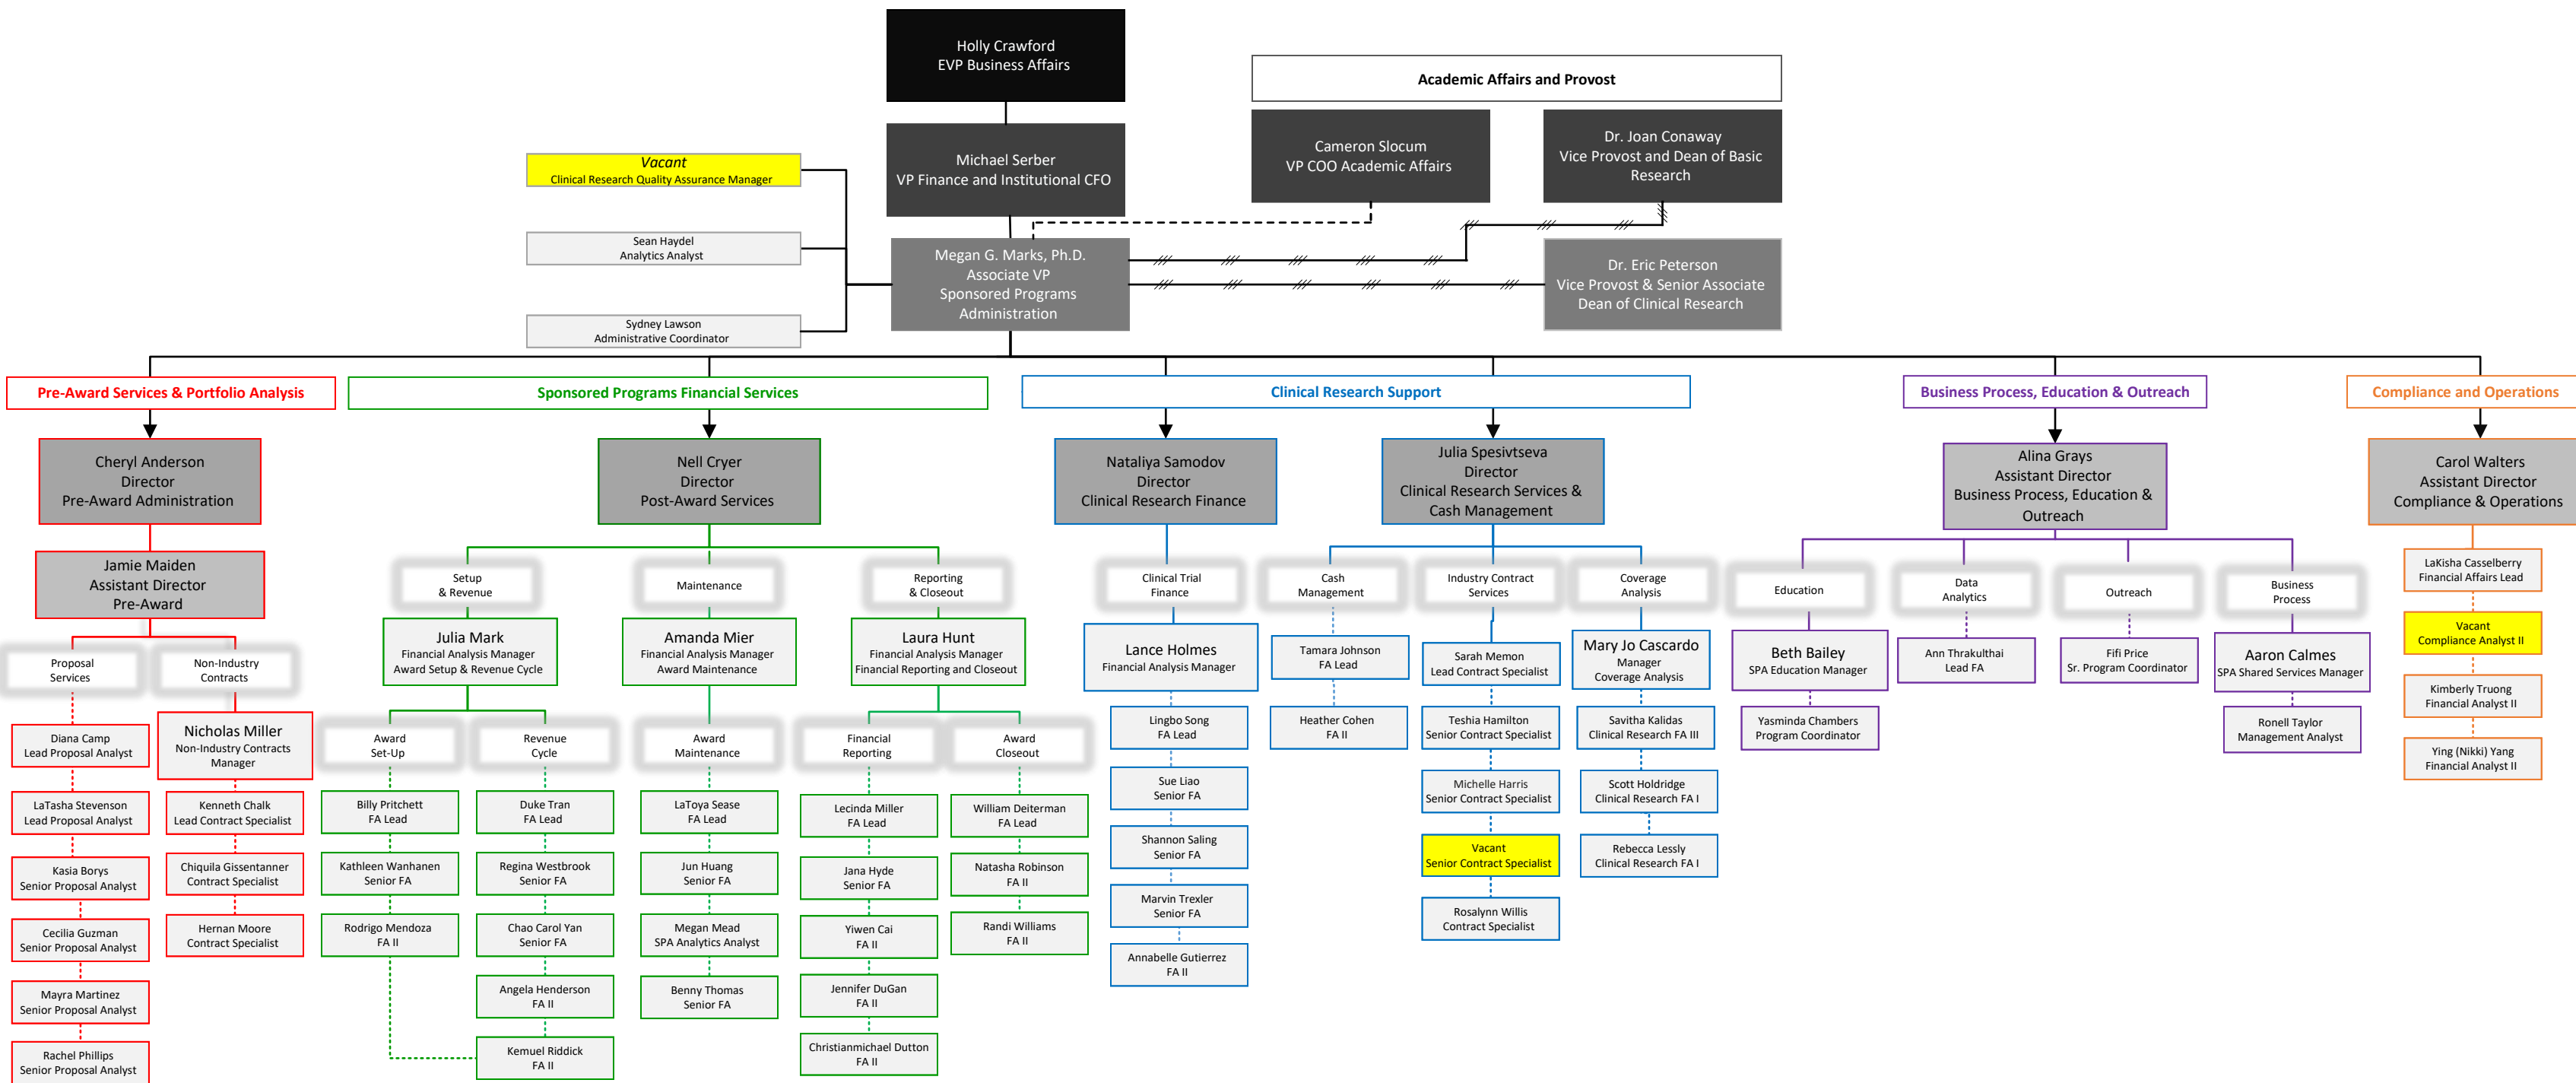 Holly Crawford
EVP Business Affairs
Academic Affairs and Provost
Michael Serber
VP Finance and Institutional CFO
Cameron Slocum
VP COO Academic Affairs
Dr. Joan Conaway
Vice Provost and Dean of Basic
Research
Vacant
Clinical Research Quality Assurance Manager
Sean Haydel
Analytics Analyst
Sydney Lawson
Administrative Coordinator
Megan G. Marks, Ph.D.
Associate VP
Sponsored Programs
Administration
Dr. Eric Peterson
Vice Provost & Senior Associate
Dean of Clinical Research
Pre-Award Services & Portfolio Analysis
Cheryl Anderson
Director
Pre-Award Administration
Jamie Maiden
Assistant Director
Pre-Award
Proposal
Services
Diana Camp
Lead Proposal Analyst
LaTasha Stevenson
Lead Proposal Analyst
Kasia Borys
Senior Proposal Analyst
Cecilia Guzman
Senior Proposal Analyst
Mayra Martinez
Senior Proposal Analyst
Rachel Phillips
Senior Proposal Analyst
Non-Industry
Contracts
Nicholas Miller
Non-Industry Contracts
Manager
Kenneth Chalk
Lead Contract Specialist
Chiquila Gissentanner
Contract Specialist
Hernan Moore
Contract Specialist
Sponsored Programs Financial Services
Nell Cryer
Director
Post-Award Services
Setup
& Revenue
Julia Mark
Financial Analysis Manager
Award Setup & Revenue Cycle
Award
Set-Up
Billy Pritchett
FA Lead
Kathleen Wanhanen
Senior FA
Rodrigo Mendoza
FA II
Revenue
Cycle
Duke Tran
FA Lead
Regina Westbrook
Senior FA
Chao Carol Yan
Senior FA
Angela Henderson
FA II
Kemuel Riddick
FA II
Maintenance
Amanda Mier
Financial Analysis Manager
Award Maintenance
Award
Maintenance
LaToya Sease
FA Lead
Jun Huang
Senior FA
Megan Mead
SPA Analytics Analyst
Benny Thomas
Senior FA
Reporting
& Closeout
Laura Hunt
Financial Analysis Manager
Financial Reporting and Closeout
Financial
Reporting
Lecinda Miller
FA Lead
Jana Hyde
Senior FA
Yiwen Cai
FA II
Jennifer DuGan
FA II
Christianmichael Dutton
FA II
Award
Closeout
William Deiterman
FA Lead
Natasha Robinson
FA II
Randi Williams
FA II
Clinical Research Support
Nataliya Samodov
Director
Clinical Research Finance
Clinical Trial
Finance
Lance Holmes
Financial Analysis Manager
Lingbo Song
FA Lead
Sue Liao
Senior FA
Shannon Saling
Senior FA
Marvin Trexler
Senior FA
Annabelle Gutierrez
FA II
Julia Spesivtseva
Director
Clinical Research Services &
Cash Management
Cash
Management
Tamara Johnson
FA Lead
Heather Cohen
FA II
Industry Contract
Services
Sarah Memon
Lead Contract Specialist
Teshia Hamilton
Senior Contract Specialist
Michelle Harris
Senior Contract Specialist
Vacant
Senior Contract Specialist
Rosalynn Willis
Contract Specialist
Coverage
Analysis
Mary Jo Cascardo
Manager
Coverage Analysis
Savitha Kalidas
Clinical Research FA III
Scott Holdridge
Clinical Research FA I
Rebecca Lessly
Clinical Research FA I
Business Process, Education & Outreach
Alina Grays
Assistant Director
Business Process, Education &
Outreach
Education
Beth Bailey
SPA Education Manager
Yasminda Chambers
Program Coordinator
Data
Analytics
Ann Thrakulthai
Lead FA
Outreach
Fifi Price
Sr. Program Coordinator
Business
Process
Aaron Calmes
SPA Shared Services Manager
Ronell Taylor
Management Analyst
Compliance and Operations
Carol Walters
Assistant Director
Compliance & Operations
LaKisha Casselberry
Financial Affairs Lead
Vacant
Compliance Analyst II
Kimberly Truong
Financial Analyst II
Ying (Nikki) Yang
Financial Analyst II